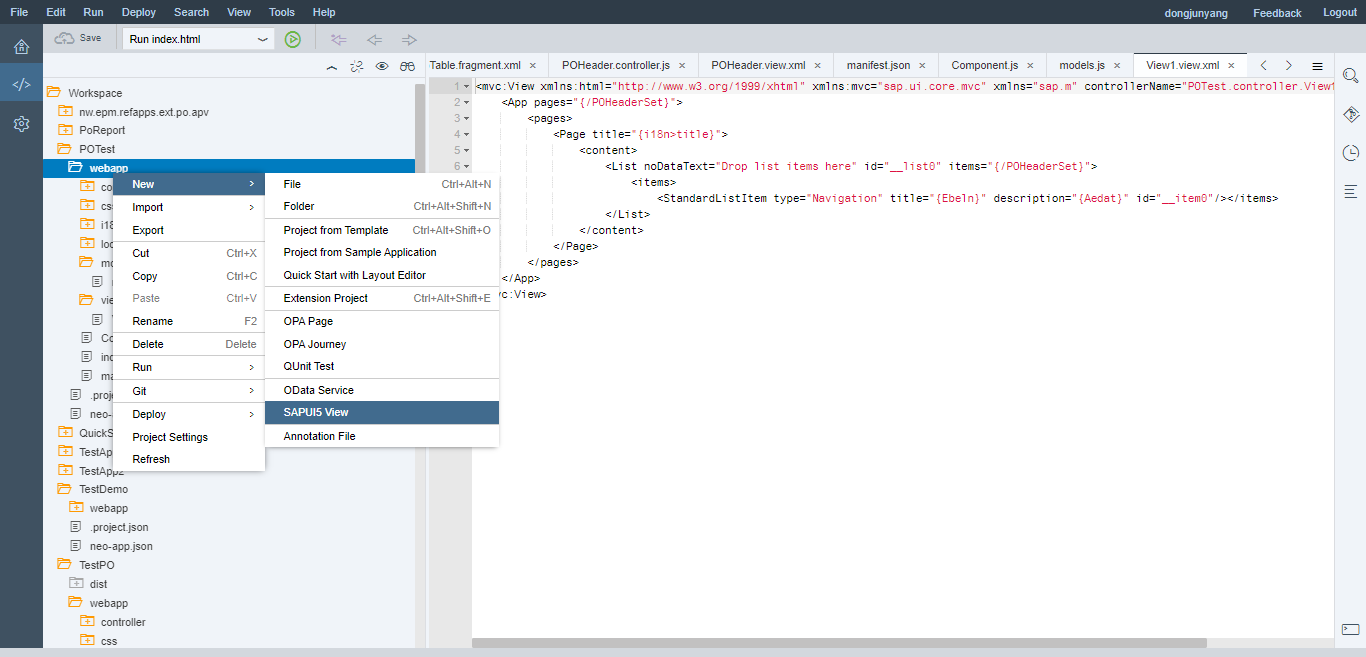 File Edit Run Deploy Search View Tools Help dongjunyang Feedback Logout
Save Run index.html
Table.fragment.xml × POHeader.controller.js × POHeader.view.xml × manifest.json × Component.js × models.js × View1.view.xml ×
Workspace
nw.epm.refapps.ext.po.apv
PoReport
POTest
webapp
co
css
i18
loc
mo
vie
Co
ind
ma
.proj
neo-a
QuickS
TestAp
TestApp2
TestDemo
webapp
.project.json
neo-app.json
TestPO
dist
webapp
controller
css
New >
Import >
Export
Cut Ctrl+X
Copy Ctrl+C
Paste Ctrl+V
Rename F2
Delete Delete
Run >
Git >
Deploy >
Project Settings
Refresh
File Ctrl+Alt+N
Folder Ctrl+Alt+Shift+N
Project from Template Ctrl+Alt+Shift+O
Project from Sample Application
Quick Start with Layout Editor
Extension Project Ctrl+Alt+Shift+E
OPA Page
OPA Journey
QUnit Test
OData Service
SAPUI5 View
Annotation File
1 <mvc:View xmlns:html="http://www.w3.org/1999/xhtml" xmlns:mvc="sap.ui.core.mvc" xmlns="sap.m" controllerName="POTest.controller.View1
2 <App pages="{/POHeaderSet}">
3 <pages>
4 <Page title="{i18n>title}">
5 <content>
6 <List noDataText="Drop list items here" id="__list0" items="{/POHeaderSet}">
<items>
<StandardListItem type="Navigation" title="{Ebeln}" description="{Aedat}" id="__item0"/></items>
</List>
</content>
</Page>
</pages>
</App>
c:View>